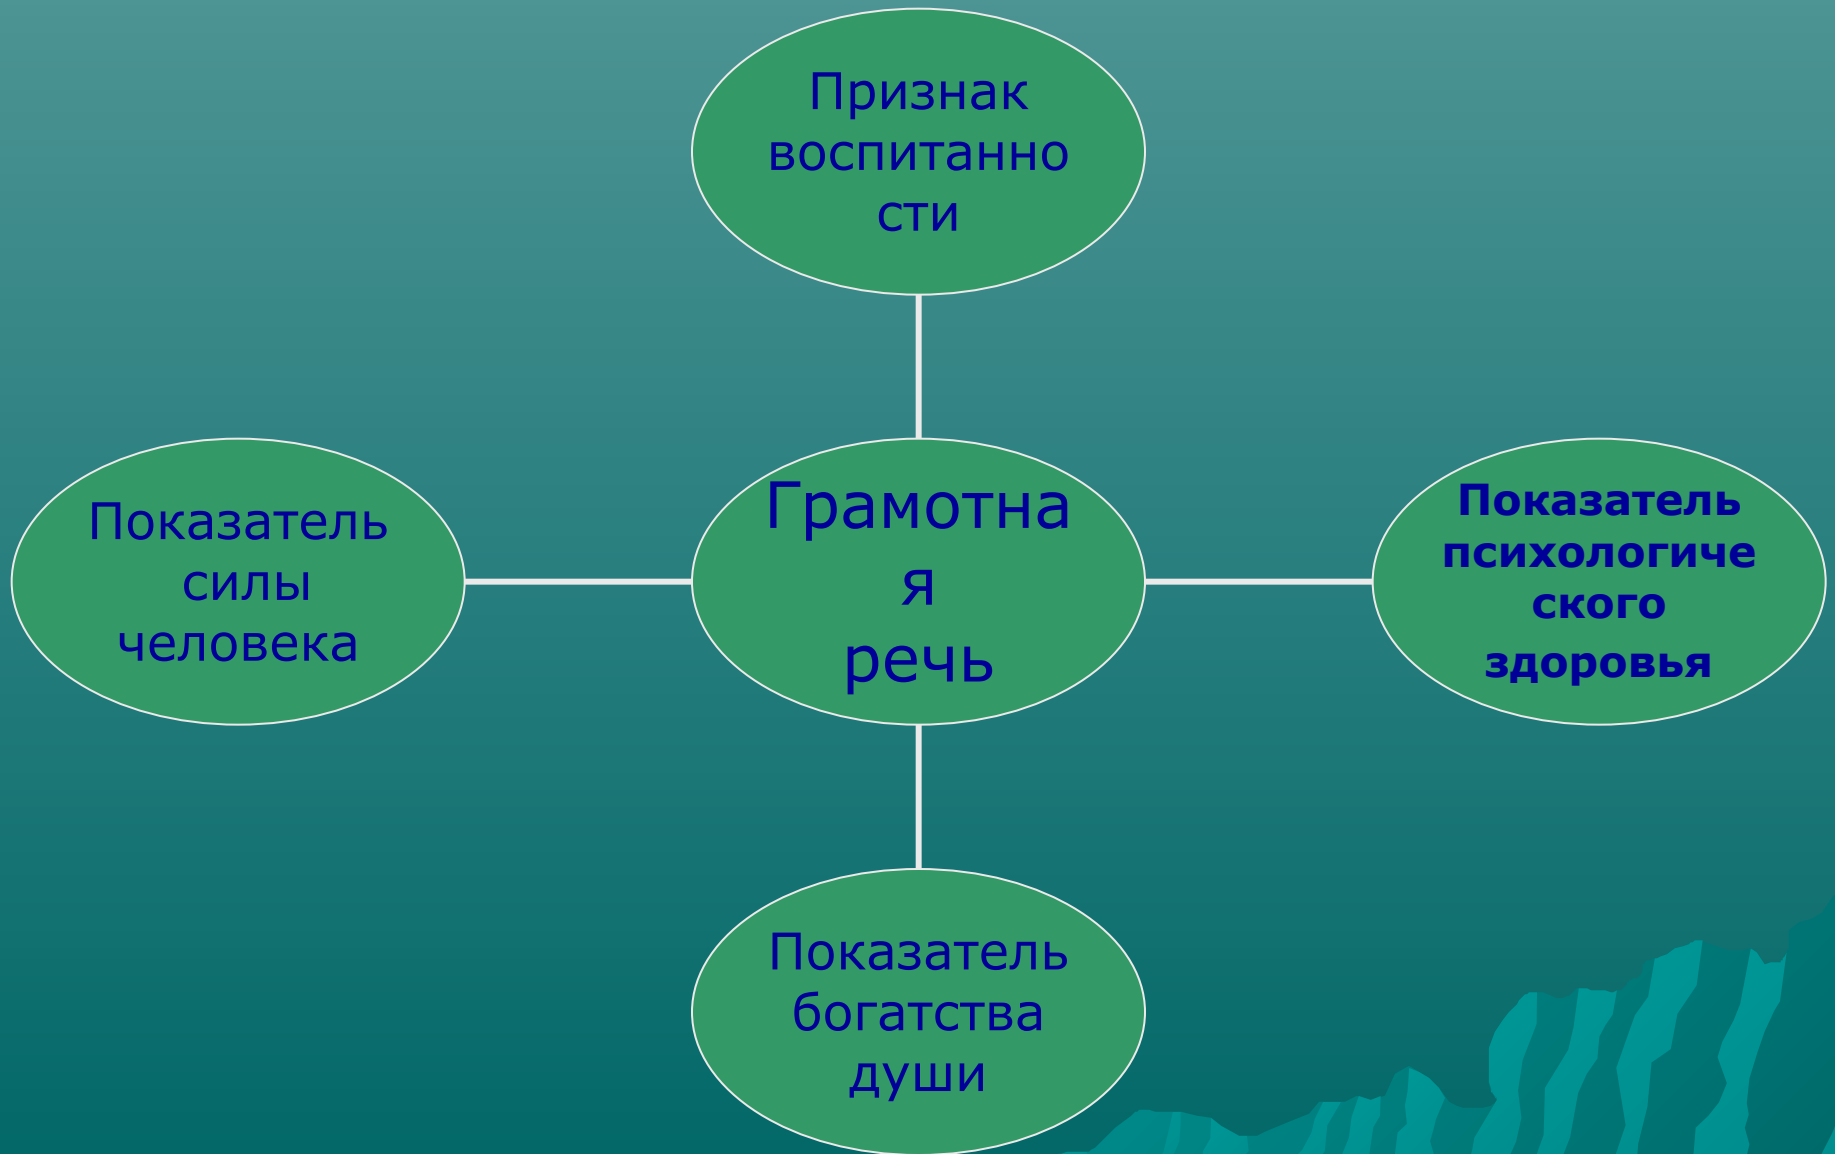 Признак
воспитанно
сти
Показатель
силы
человека
Грамотна
я
речь
Показатель
психологиче
ского
здоровья
Показатель
богатства
души